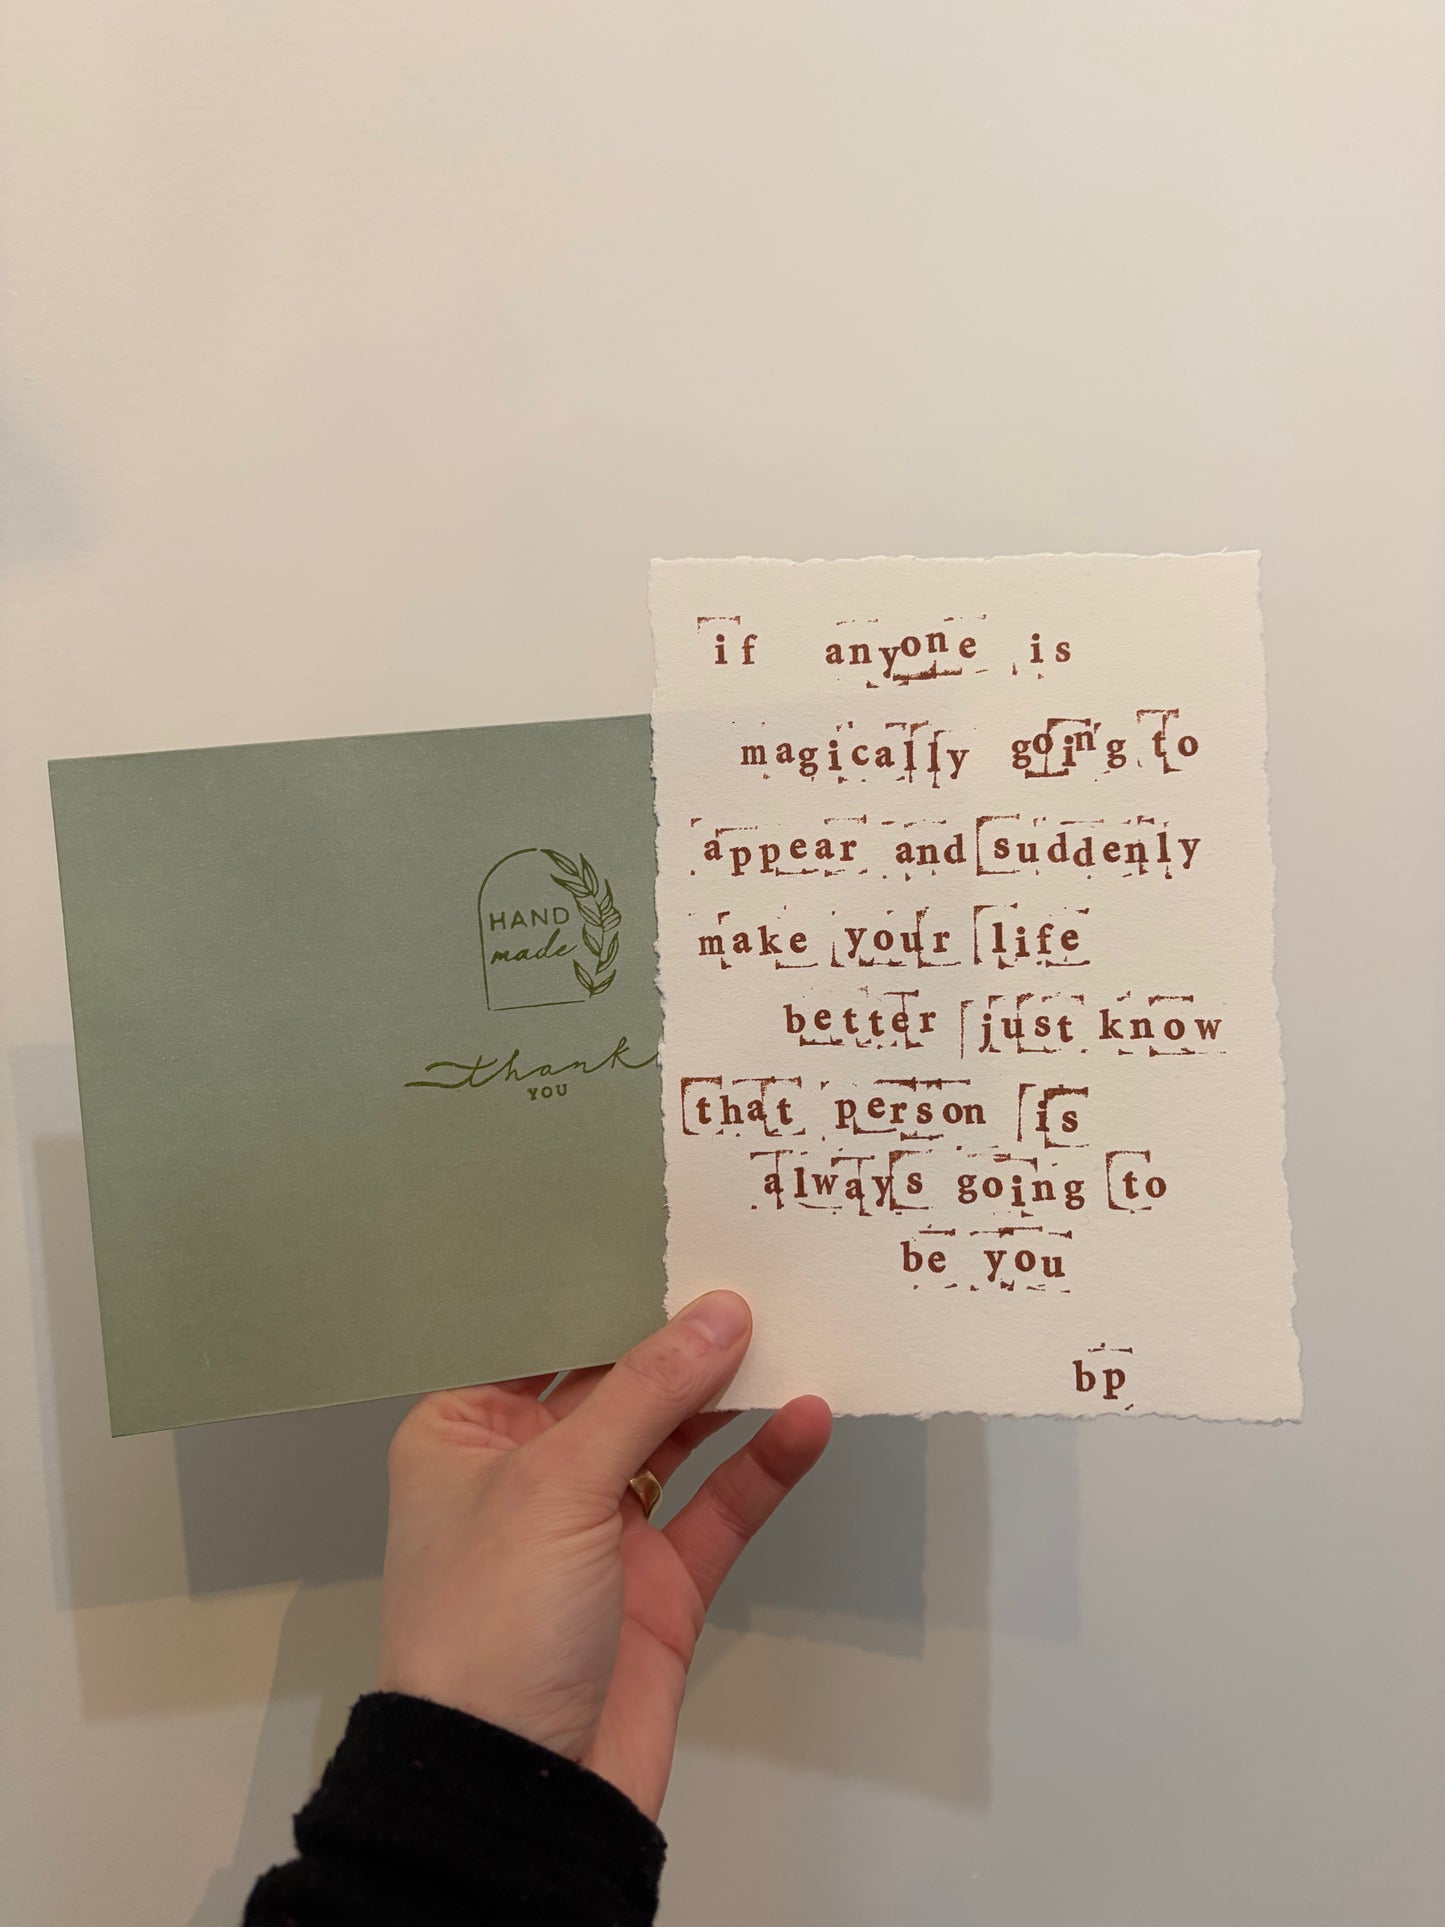 HAND
made
thank
YOU
if anyone is
magically going to
appear and suddenly
make your life
better just know
that person is
always going to
be you
bp